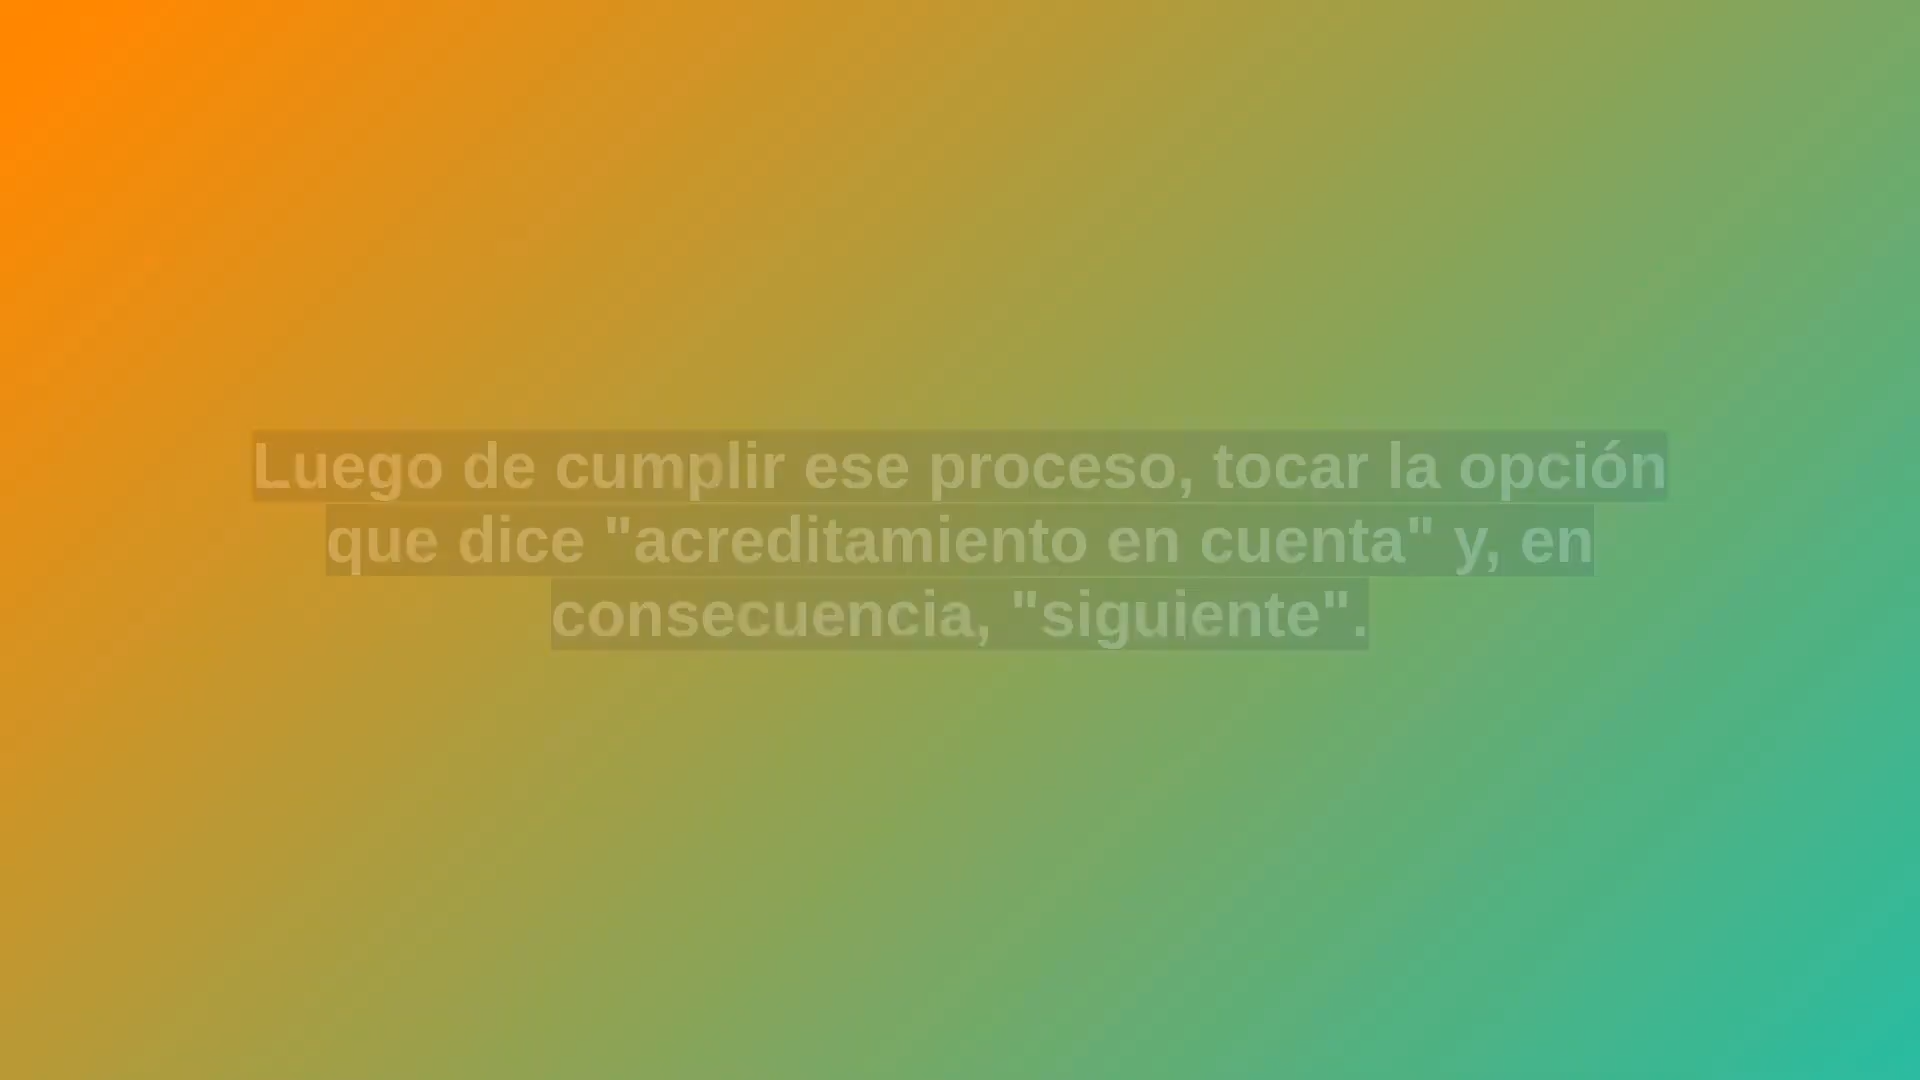 Luego de cumplir ese proceso, tocar la opción
que dice "acreditamiento en cuenta" y, en
consecuencia, "siguiente".